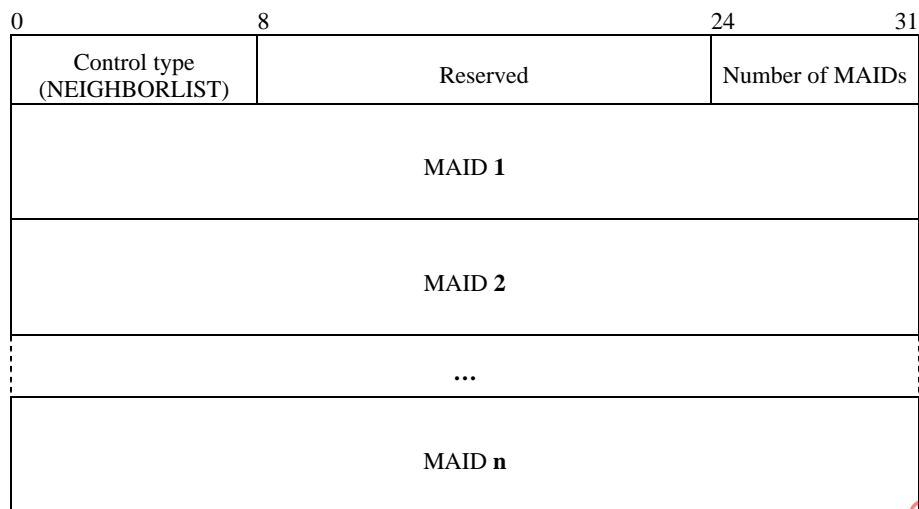 0 8 24 31
Control type
(NEIGHBORLIST)
Reserved
Number of MAIDs
MAID 1
MAID 2
...
MAID n